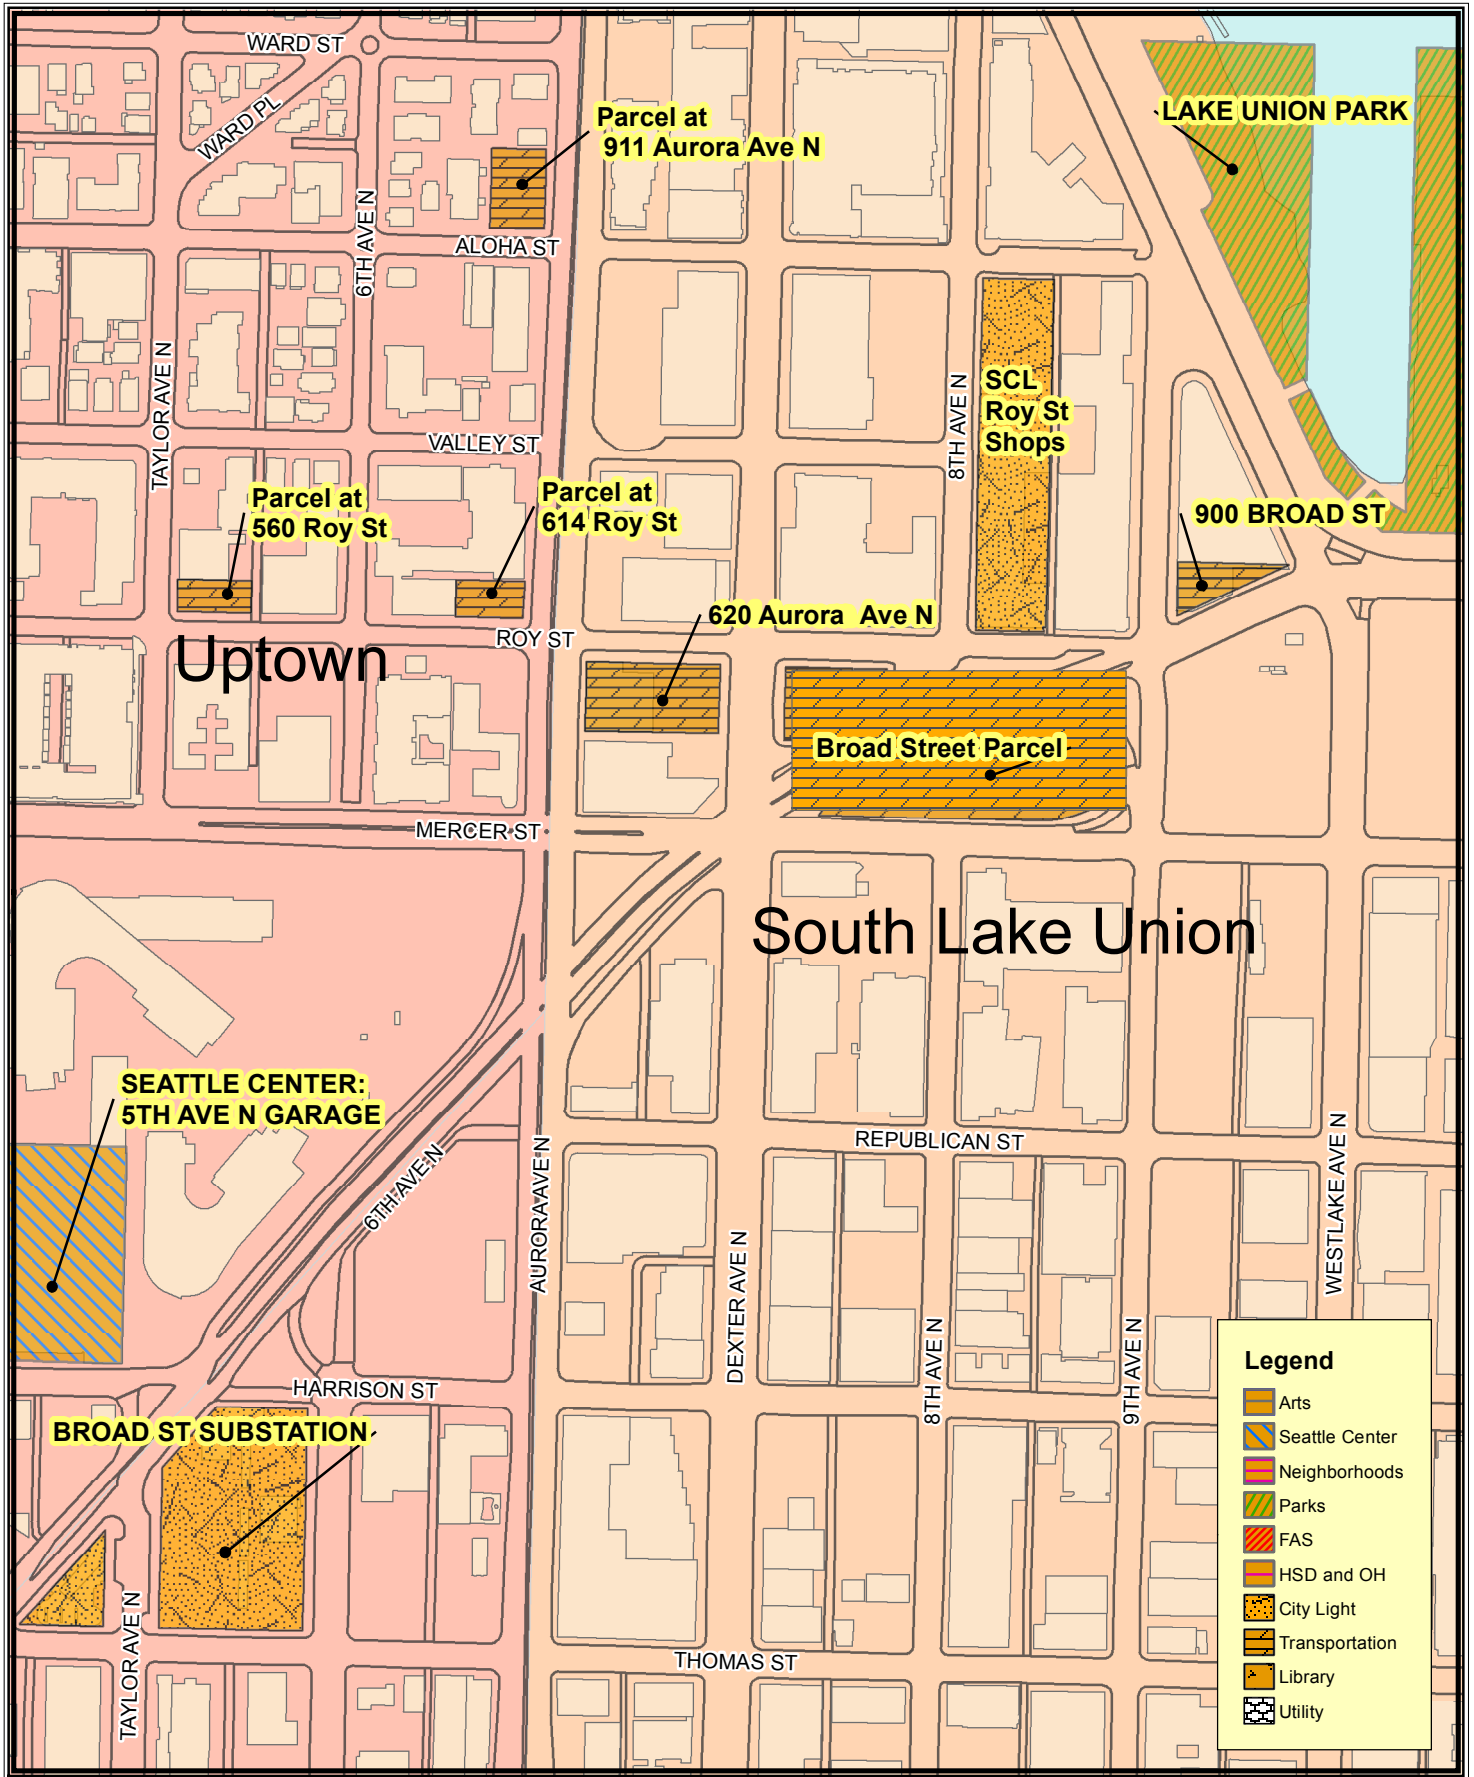 WARD ST
WARD PL
Parcel at
911 Aurora Ave N
LAKE UNION PARK
6TH AVE N
ALOHA ST
TAYLOR AVE N
VALLEY ST
8TH AVE N
SCL
Roy St
Shops
Parcel at
560 Roy St
Parcel at
614 Roy St
900 BROAD ST
620 Aurora Ave N
ROY ST
Uptown
Broad Street Parcel
MERCER ST
South Lake Union
SEATTLE CENTER:
5TH AVE N GARAGE
6TH AVE N
AURORA AVE N
REPUBLICAN ST
WESTLAKE AVE N
DEXTER AVE N
8TH AVE N
9TH AVE N
HARRISON ST
BROAD ST SUBSTATION
TAYLOR AVE N
THOMAS ST
Legend
Arts
Seattle Center
Neighborhoods
Parks
FAS
HSD and OH
City Light
Transportation
Library
Utility